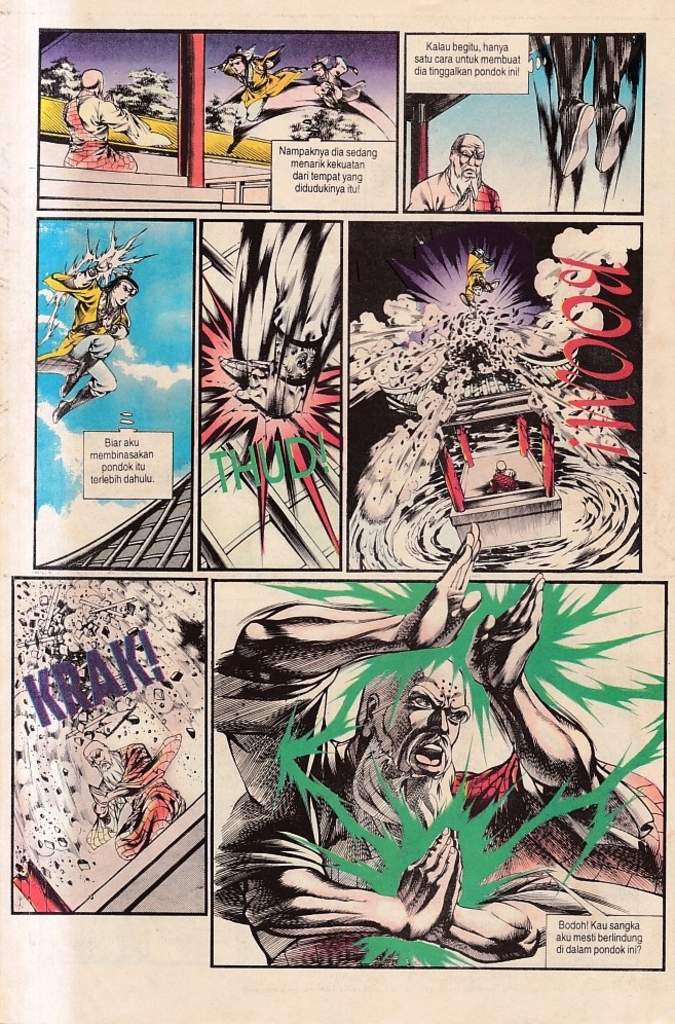 Nampaknya dia sedang
menarik kekuatan
dari tempat yang
didudukinya itu!
Kalau begitu, hanya
satu cara untuk membuat
dia tinggalkan pondok ini!
Biar aku
membinasakan
pondok itu
terlebih dahulu.
THUD!
BOOM!
KRAK!
Bodoh! Kau sangka
aku mesti berlindung
di dalam pondok ini?